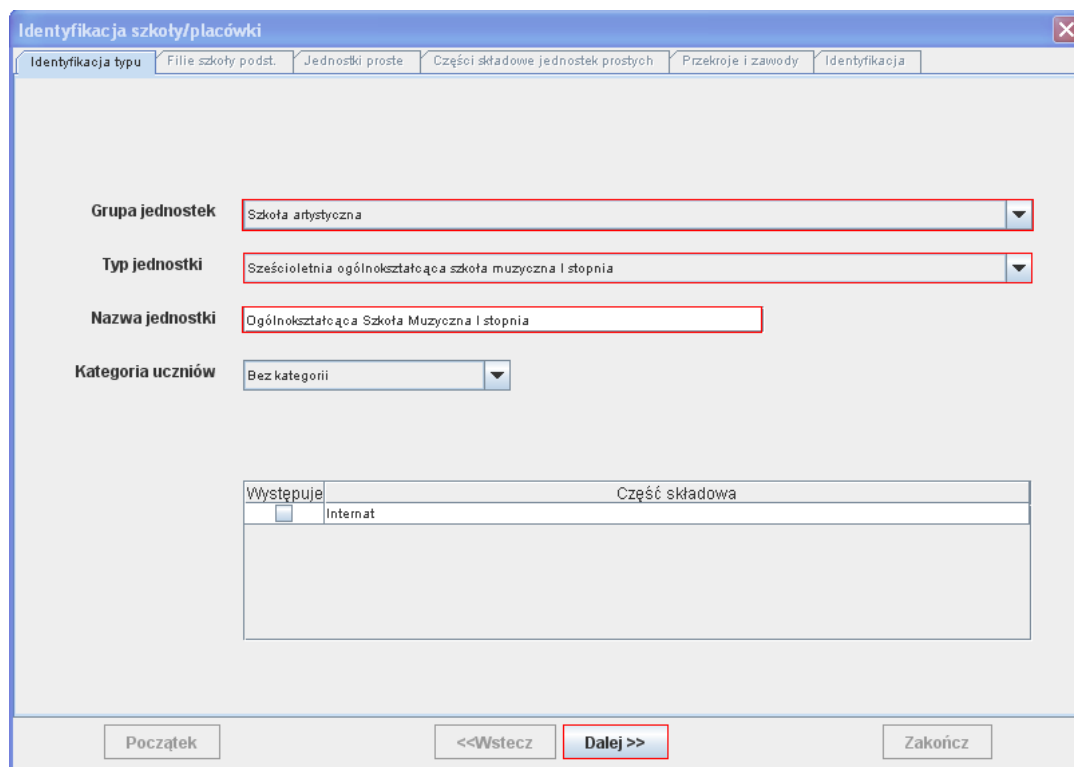 Identyfikacja szkoły/placówki
Identyfikacja typu Filie szkoły podst. Jednostki proste Części składowe jednostek prostych Przekroje i zawody Identyfikacja
Grupa jednostek Szkoła artystyczna
Typ jednostki Sześcioletnia ogólnokształcąca szkoła muzyczna I stopnia
Nazwa jednostki Ogólnokształcąca Szkoła Muzyczna I stopnia
Kategoria uczniów Bez kategorii
Występuje Część składowa
Internat
Początek <<Wstecz Dalej >> Zakończ